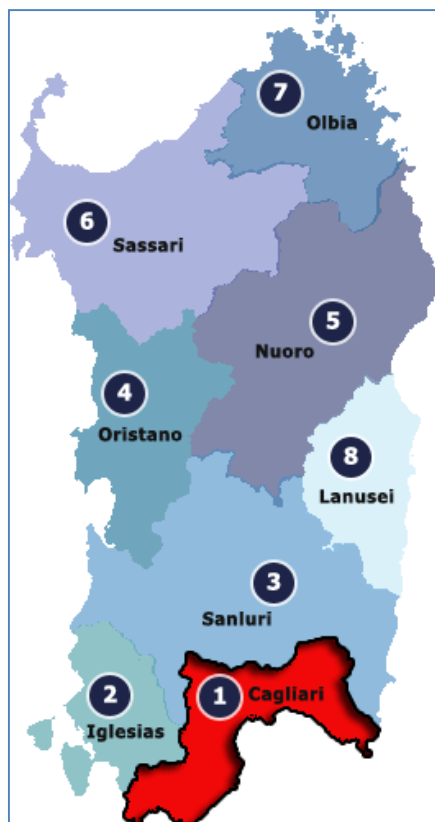 7
Olbia
6
Sassari
5
Nuoro
4
Oristano
8
Lanusei
3
Sanluri
2
Iglesias
1 Cagliari